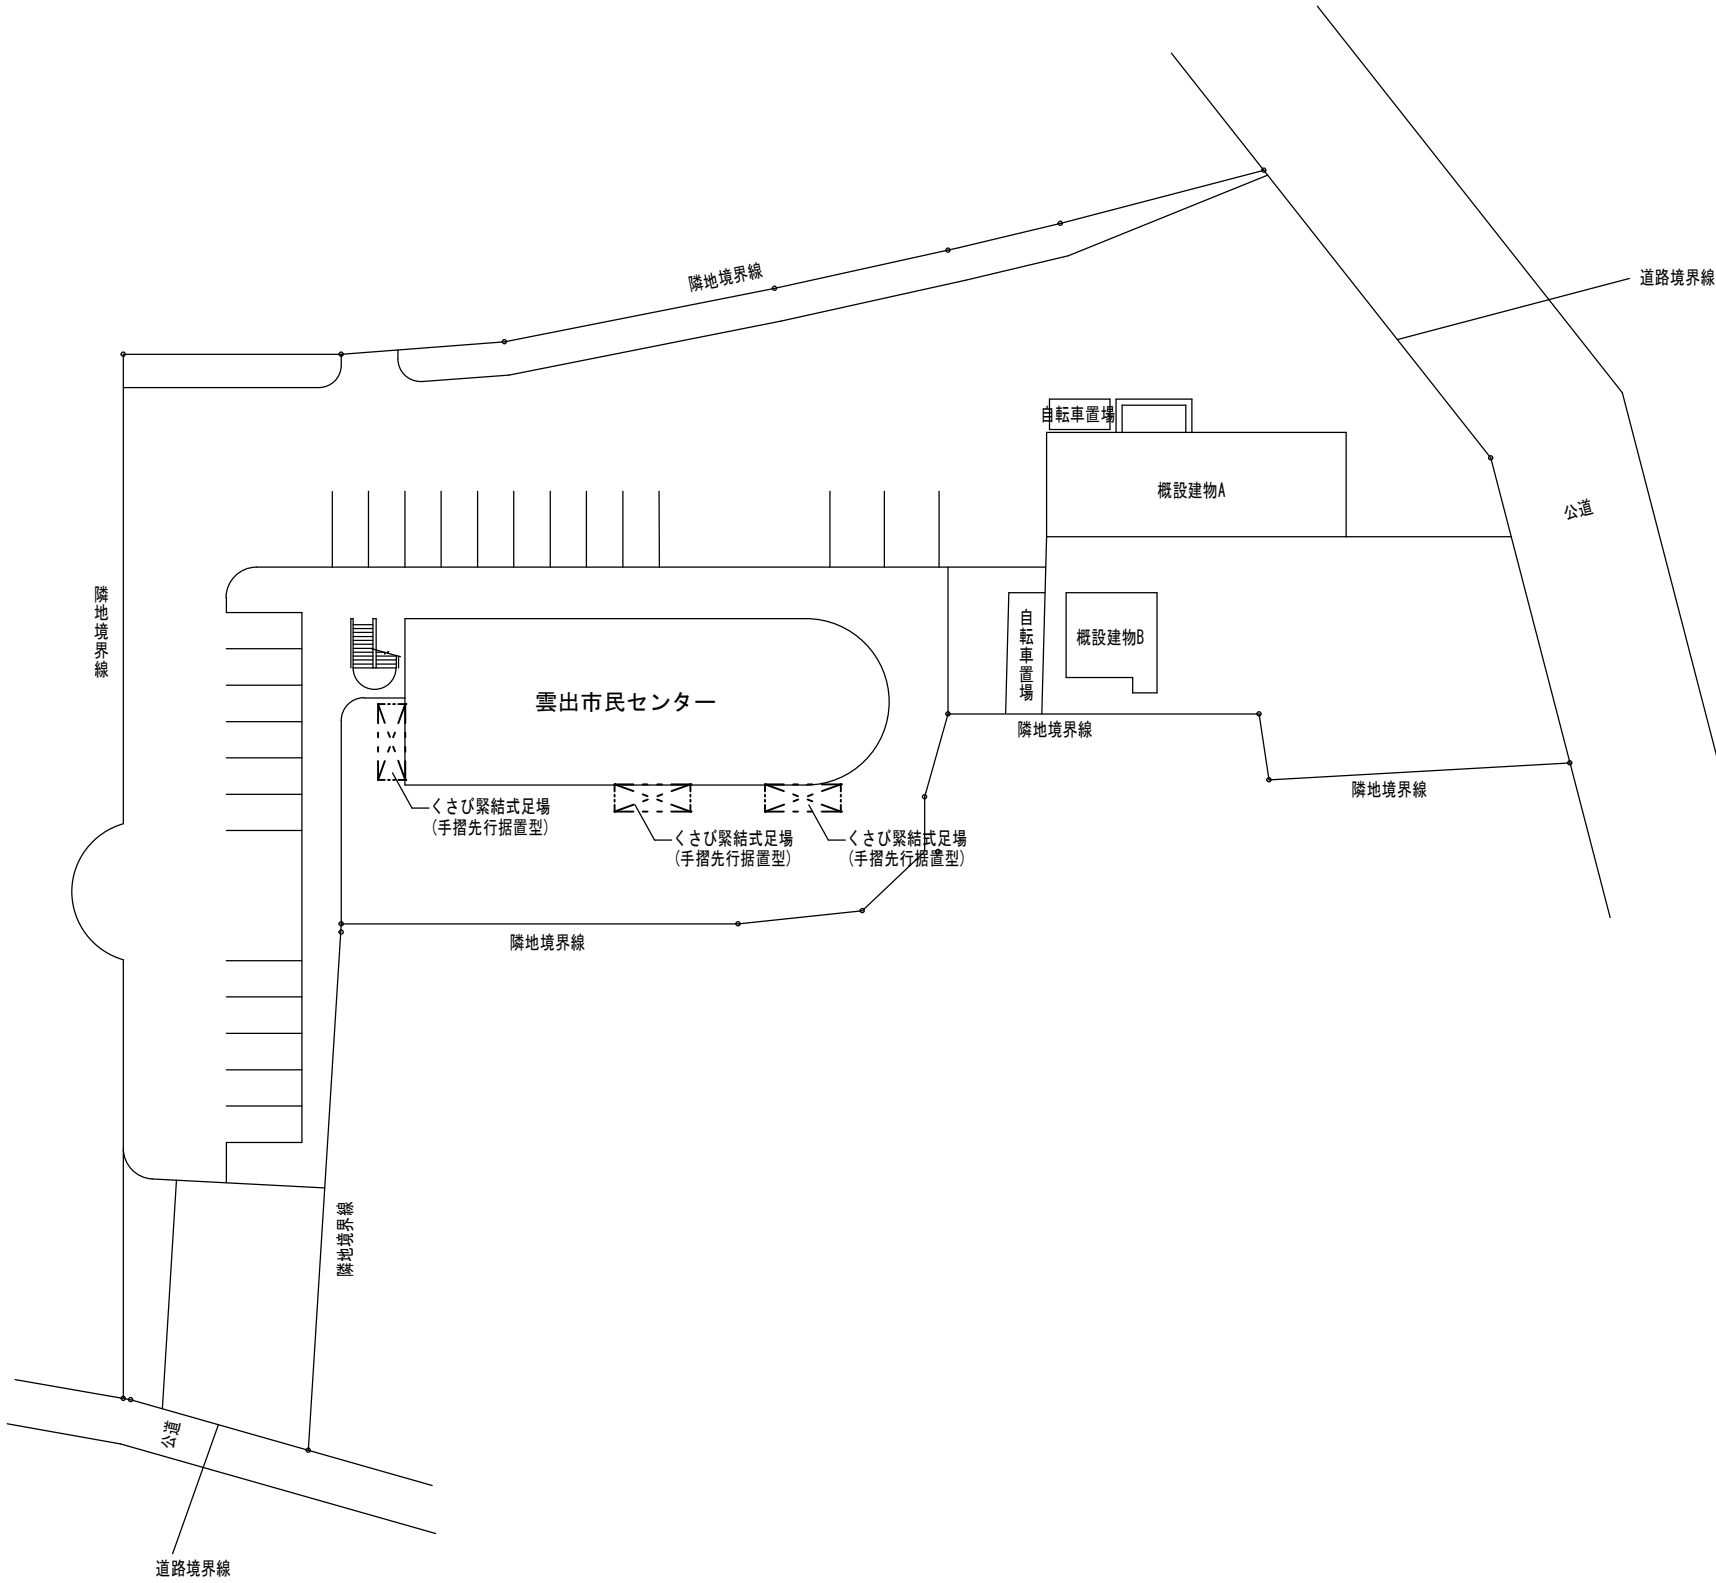 隣地境界線
道路境界線
自転車置場
概設建物A
公道
隣地境界線
自転車置場
概設建物B
雲出市民センター
隣地境界線
隣地境界線
くさび緊結式足場
(手摺先行据置型)
くさび緊結式足場
(手摺先行据置型)
くさび緊結式足場
(手摺先行据置型)
隣地境界線
隣地境界線
公道
道路境界線